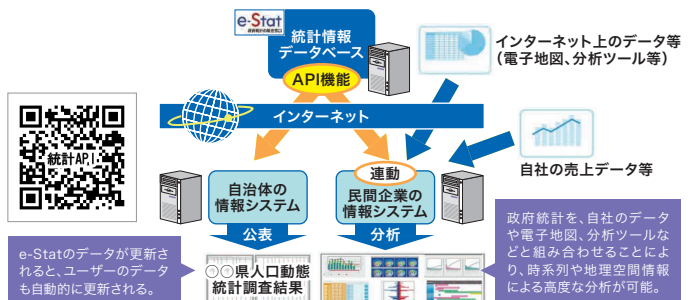 e-Stat
統計情報
データベース
API機能
インターネット上のデータ等
(電子地図、分析ツール等)
インターネット
統計API
自社の売上データ等
連動
自治体の
情報システム
民間企業の
情報システム
公表
分析
e-Statのデータが更新さ
れると、ユーザーのデータ
も自動的に更新される。
○○県人口動態
統計調査結果
政府統計を、自社のデータ
や電子地図、分析ツールな
どと組み合わせることによ
り、時系列や地理空間情報
による高度な分析が可能。